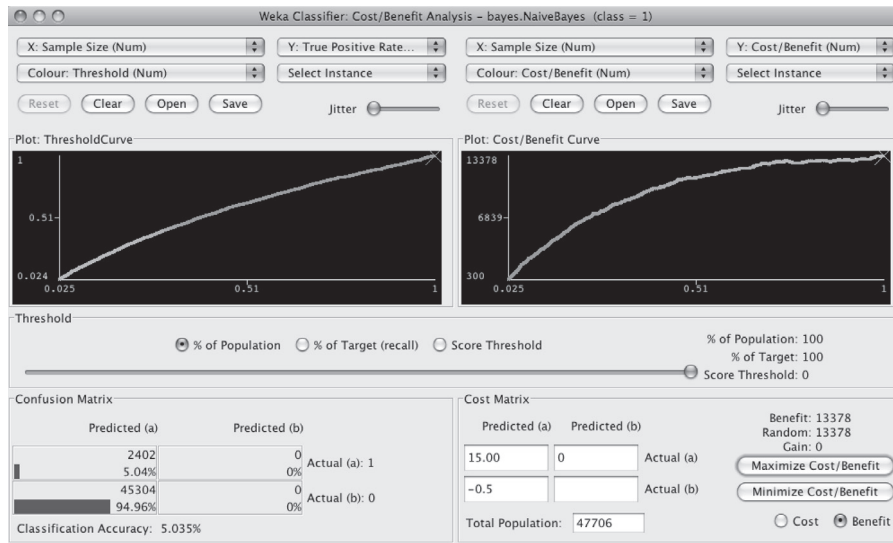 Weka Classifier: Cost/Benefit Analysis – bayes.NaiveBayes (class = 1)
X: Sample Size (Num)
Y: True Positive Rate...
X: Sample Size (Num)
Y: Cost/Benefit (Num)
Colour: Threshold (Num)
Select Instance
Colour: Cost/Benefit (Num)
Select Instance
Reset
Clear
Open
Save
Jitter
Reset
Clear
Open
Save
Jitter
Plot: ThresholdCurve
1
0.51
0.024
0.025
0.51
1
Plot: Cost/Benefit Curve
13378
6839
300
0.025
0.51
1
Threshold
% of Population
% of Target (recall)
Score Threshold
% of Population: 100
% of Target: 100
Score Threshold: 0
Confusion Matrix
Predicted (a)
Predicted (b)
2402
0
Actual (a): 1
5.04%
0%
45304
0
Actual (b): 0
94.96%
0%
Classification Accuracy: 5.035%
Cost Matrix
Predicted (a)
Predicted (b)
15.00
0
Actual (a)
-0.5
Actual (b)
Total Population:
47706
Benefit: 13378
Random: 13378
Gain: 0
Maximize Cost/Benefit
Minimize Cost/Benefit
Cost
Benefit